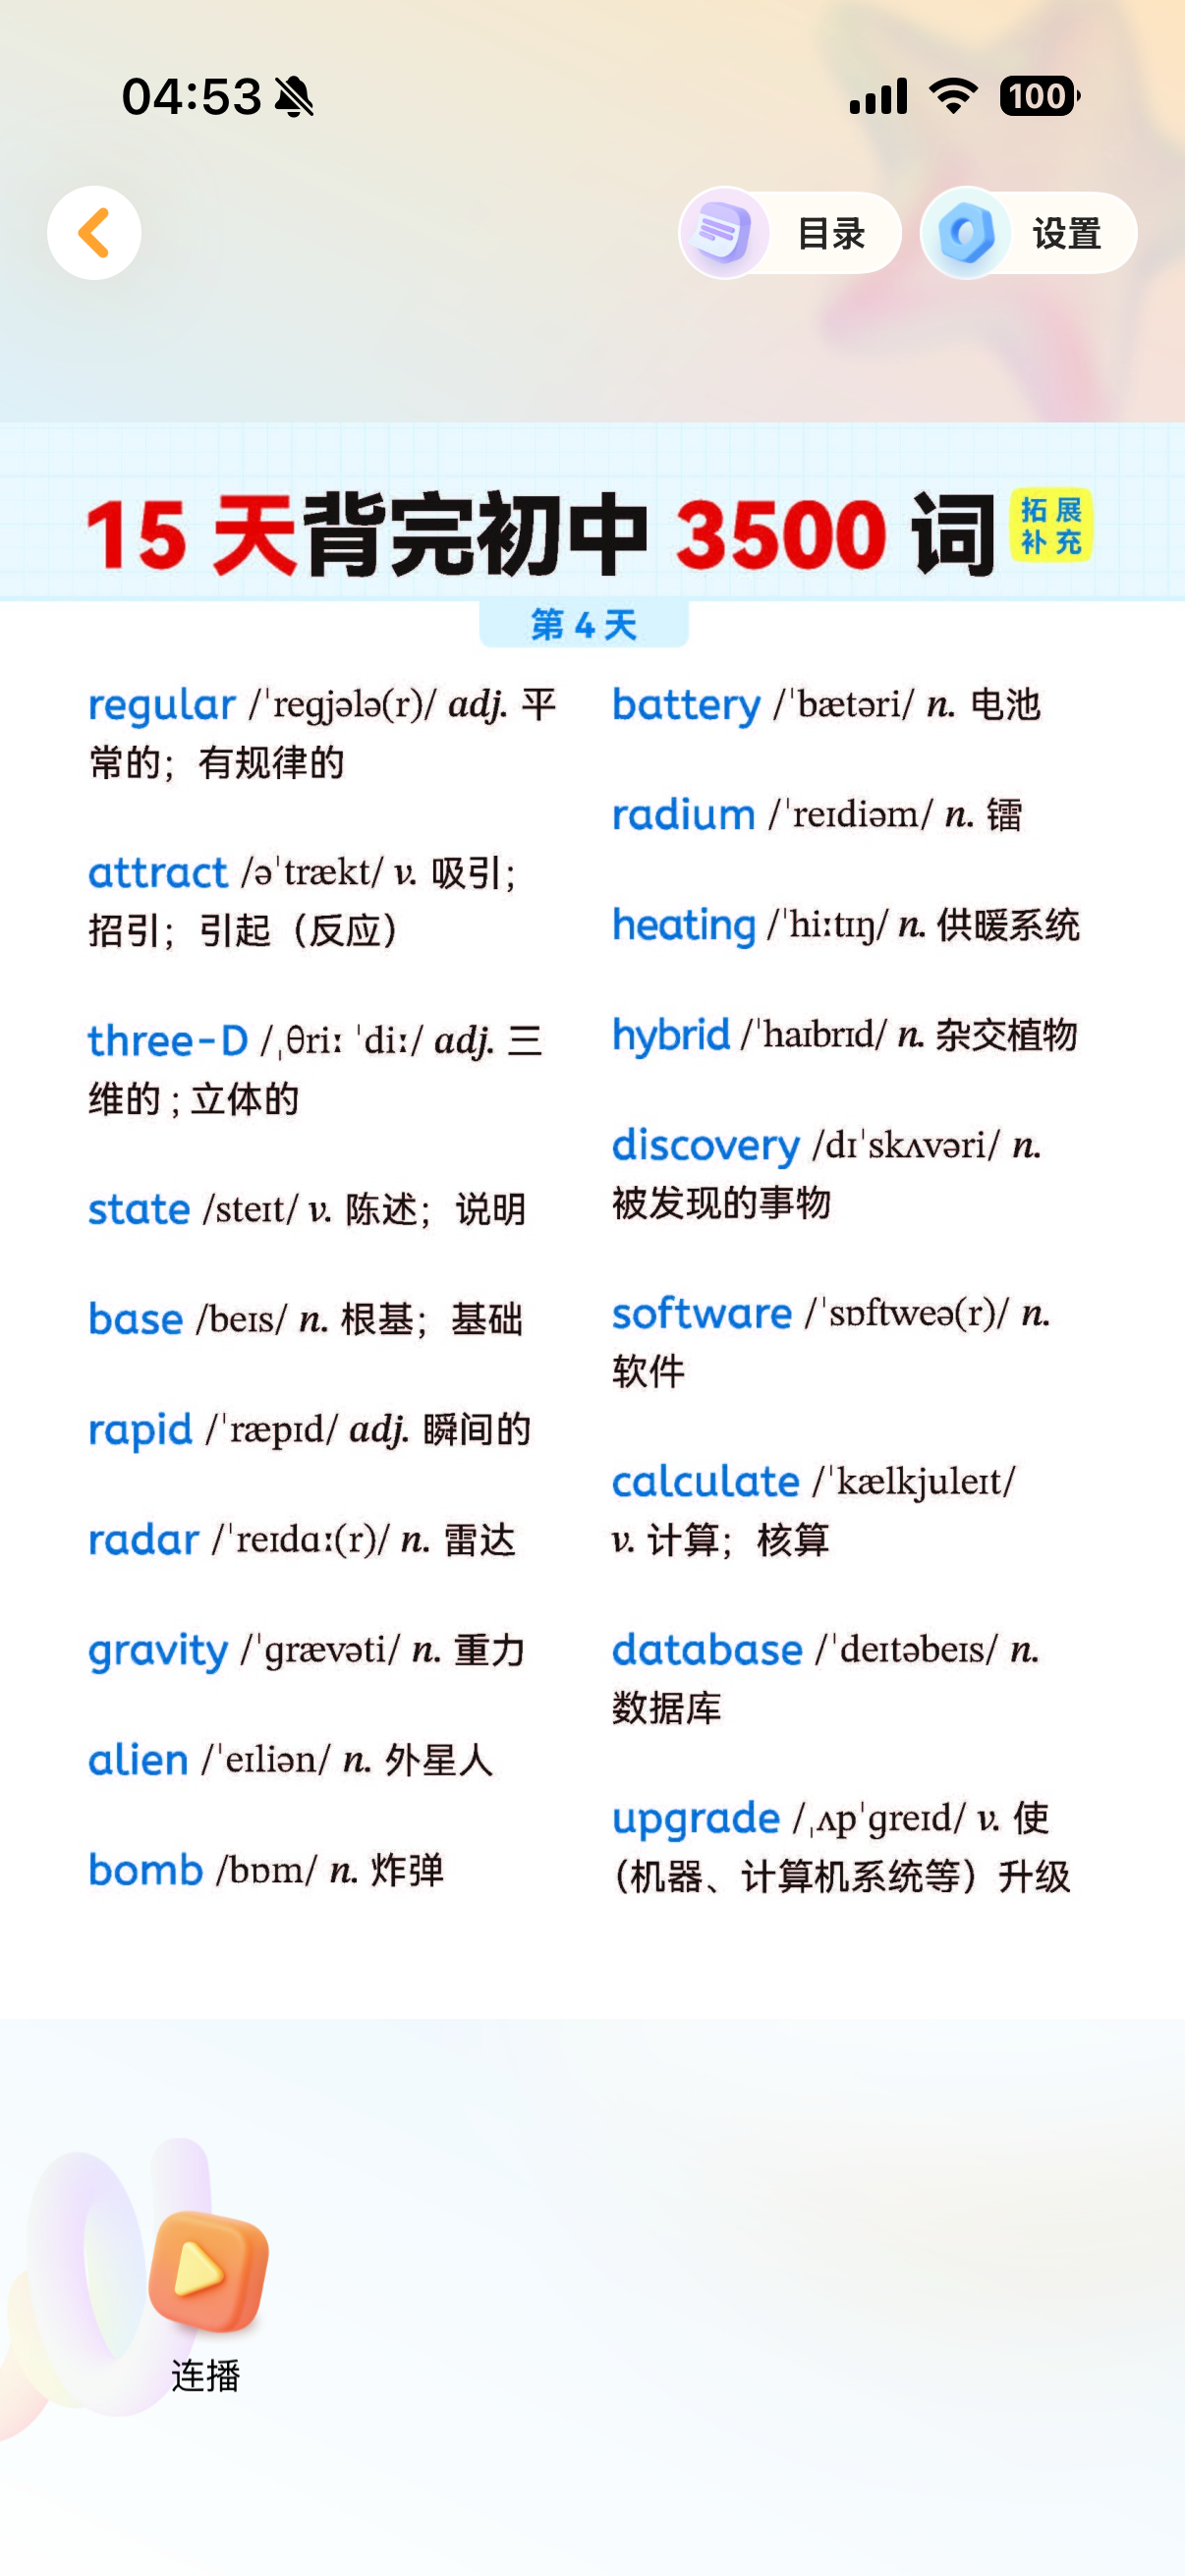 04:53
100
目录
设置
15 天背完初中 3500 词
拓展
补充
第 4 天
regular /ˈreɡjələ(r)/ adj. 平
常的；有规律的
attract /əˈtrækt/ v. 吸引；
招引；引起（反应）
three-D /ˌθriː ˈdiː/ adj. 三
维的 ; 立体的
state /steɪt/ v. 陈述；说明
base /beɪs/ n. 根基；基础
rapid /ˈræpɪd/ adj. 瞬间的
radar /ˈreɪdɑː(r)/ n. 雷达
gravity /ˈɡrævəti/ n. 重力
alien /ˈeɪliən/ n. 外星人
bomb /bɒm/ n. 炸弹
battery /ˈbætəri/ n. 电池
radium /ˈreɪdiəm/ n. 镭
heating /ˈhiːtɪŋ/ n. 供暖系统
hybrid /ˈhaɪbrɪd/ n. 杂交植物
discovery /dɪˈskʌvəri/ n.
被发现的事物
software /ˈsɒftweə(r)/ n.
软件
calculate /ˈkælkjuleɪt/
v. 计算；核算
database /ˈdeɪtəbeɪs/ n.
数据库
upgrade /ˌʌpˈɡreɪd/ v. 使
（机器、计算机系统等）升级
连播